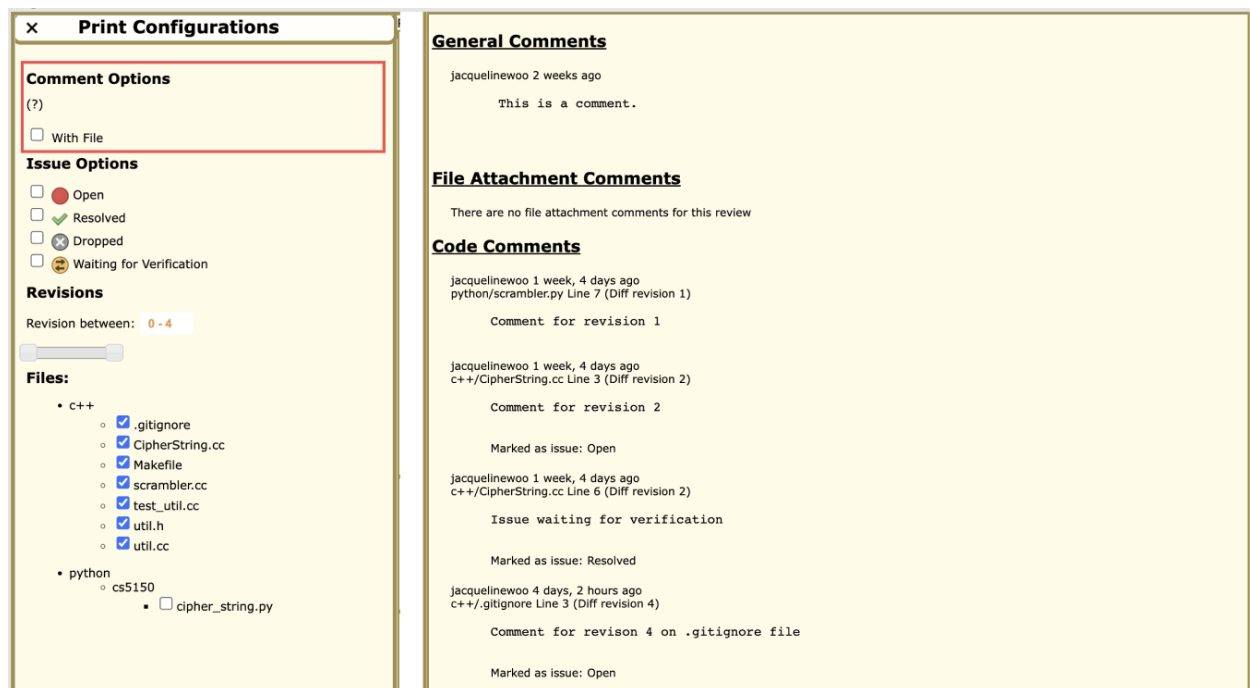 × Print Configurations
Comment Options
(?)
With File
Issue Options
Open
Resolved
Dropped
Waiting for Verification
Revisions
Revision between: 0 - 4
Files:
• c++
◦ .gitignore
◦ CipherString.cc
◦ Makefile
◦ scrambler.cc
◦ test_util.cc
◦ util.h
◦ util.cc
• python
◦ cs5150
▪ cipher_string.py
General Comments
jacquelinewoo 2 weeks ago
This is a comment.
File Attachment Comments
There are no file attachment comments for this review
Code Comments
jacquelinewoo 1 week, 4 days ago
python/scrambler.py Line 7 (Diff revision 1)
Comment for revision 1
jacquelinewoo 1 week, 4 days ago
c++/CipherString.cc Line 3 (Diff revision 2)
Comment for revision 2
Marked as issue: Open
jacquelinewoo 1 week, 4 days ago
c++/CipherString.cc Line 6 (Diff revision 2)
Issue waiting for verification
Marked as issue: Resolved
jacquelinewoo 4 days, 2 hours ago
c++/.gitignore Line 3 (Diff revision 4)
Comment for revison 4 on .gitignore file
Marked as issue: Open